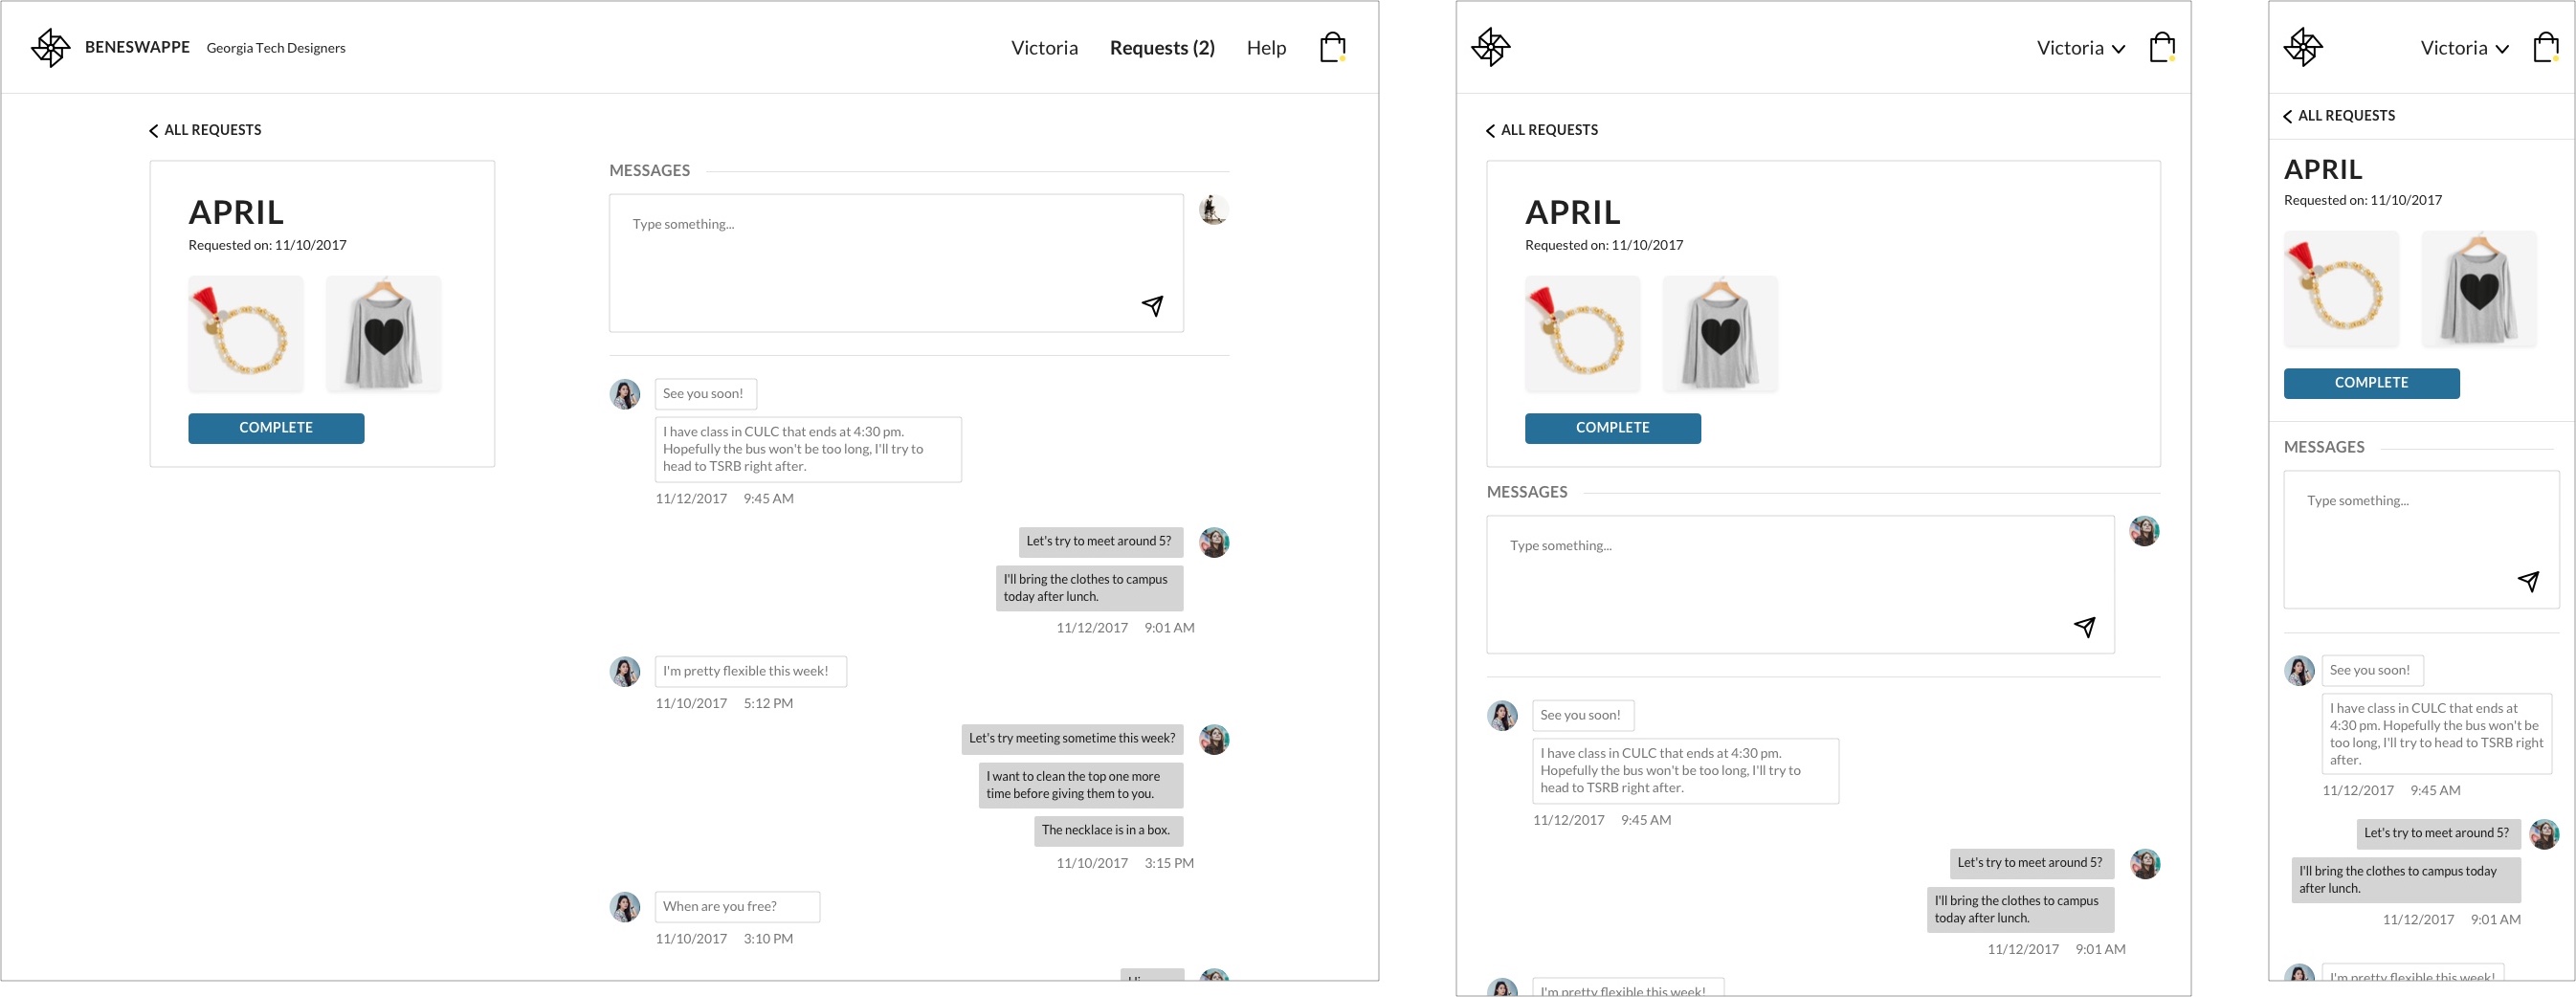 BENESWAPPE Georgia Tech Designers
Victoria Requests (2) Help
ALL REQUESTS
APRIL
Requested on: 11/10/2017
COMPLETE
MESSAGES
Type something...
See you soon!
I have class in CULC that ends at 4:30 pm.
Hopefully the bus won't be too long, I'll try to
head to TSRB right after.
11/12/2017 9:45 AM
Let's try to meet around 5?
I'll bring the clothes to campus
today after lunch.
11/12/2017 9:01 AM
I'm pretty flexible this week!
11/10/2017 5:12 PM
Let's try meeting sometime this week?
I want to clean the top one more
time before giving them to you.
The necklace is in a box.
11/10/2017 3:15 PM
When are you free?
11/10/2017 3:10 PM
Victoria
ALL REQUESTS
APRIL
Requested on: 11/10/2017
COMPLETE
MESSAGES
Type something...
See you soon!
I have class in CULC that ends at 4:30 pm.
Hopefully the bus won't be too long, I'll try to
head to TSRB right after.
11/12/2017 9:45 AM
Let's try to meet around 5?
I'll bring the clothes to campus
today after lunch.
11/12/2017 9:01 AM
I'm pretty flexible this week!
Victoria
ALL REQUESTS
APRIL
Requested on: 11/10/2017
COMPLETE
MESSAGES
Type something...
See you soon!
I have class in CULC that ends at
4:30 pm. Hopefully the bus won't be
too long, I'll try to head to TSRB right
after.
11/12/2017 9:45 AM
Let's try to meet around 5?
I'll bring the clothes to campus today
after lunch.
11/12/2017 9:01 AM
I'm pretty flexible this week!